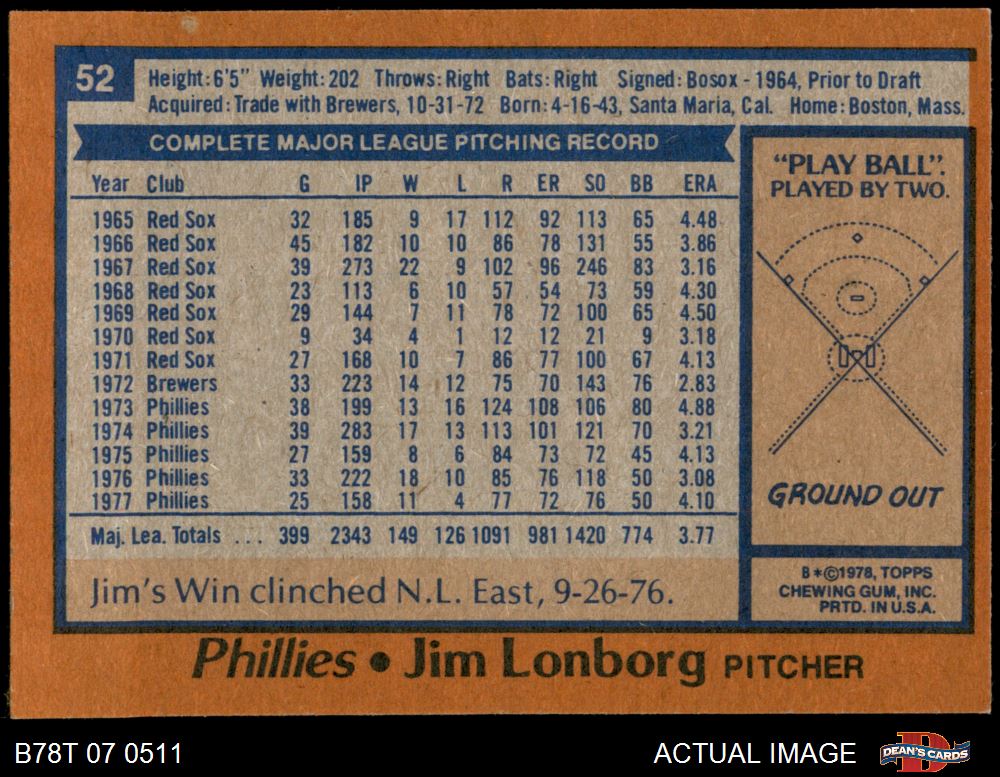 52
Height: 6'5" Weight: 202 Throws: Right Bats: Right Signed: Bosox - 1964, Prior to Draft
Acquired: Trade with Brewers, 10-31-72 Born: 4-16-43, Santa Maria, Cal. Home: Boston, Mass.
COMPLETE MAJOR LEAGUE PITCHING RECORD
Year Club G IP W L R ER SO BB ERA
1965 Red Sox 32 185 9 17 112 92 113 65 4.48
1966 Red Sox 45 182 10 10 86 78 131 55 3.86
1967 Red Sox 39 273 22 9 102 96 246 83 3.16
1968 Red Sox 23 113 6 10 57 54 73 59 4.30
1969 Red Sox 29 144 7 11 78 72 100 65 4.50
1970 Red Sox 9 34 4 1 12 12 21 9 3.18
1971 Red Sox 27 168 10 7 86 77 100 67 4.13
1972 Brewers 33 223 14 12 75 70 143 76 2.83
1973 Phillies 38 199 13 16 124 108 106 80 4.88
1974 Phillies 39 283 17 13 113 101 121 70 3.21
1975 Phillies 27 159 8 6 84 73 72 45 4.13
1976 Phillies 33 222 18 10 85 76 118 50 3.08
1977 Phillies 25 158 11 4 77 72 76 50 4.10
Maj. Lea. Totals ... 399 2343 149 126 1091 981 1420 774 3.77
Jim's Win clinched N.L. East, 9-26-76.
"PLAY BALL".
PLAYED BY TWO.
GROUND OUT
B*©1978, TOPPS
CHEWING GUM, INC.
PRTD. IN U.S.A.
Phillies • Jim Lonborg PITCHER
B78T 07 0511
ACTUAL IMAGE
DEAN'S CARDS